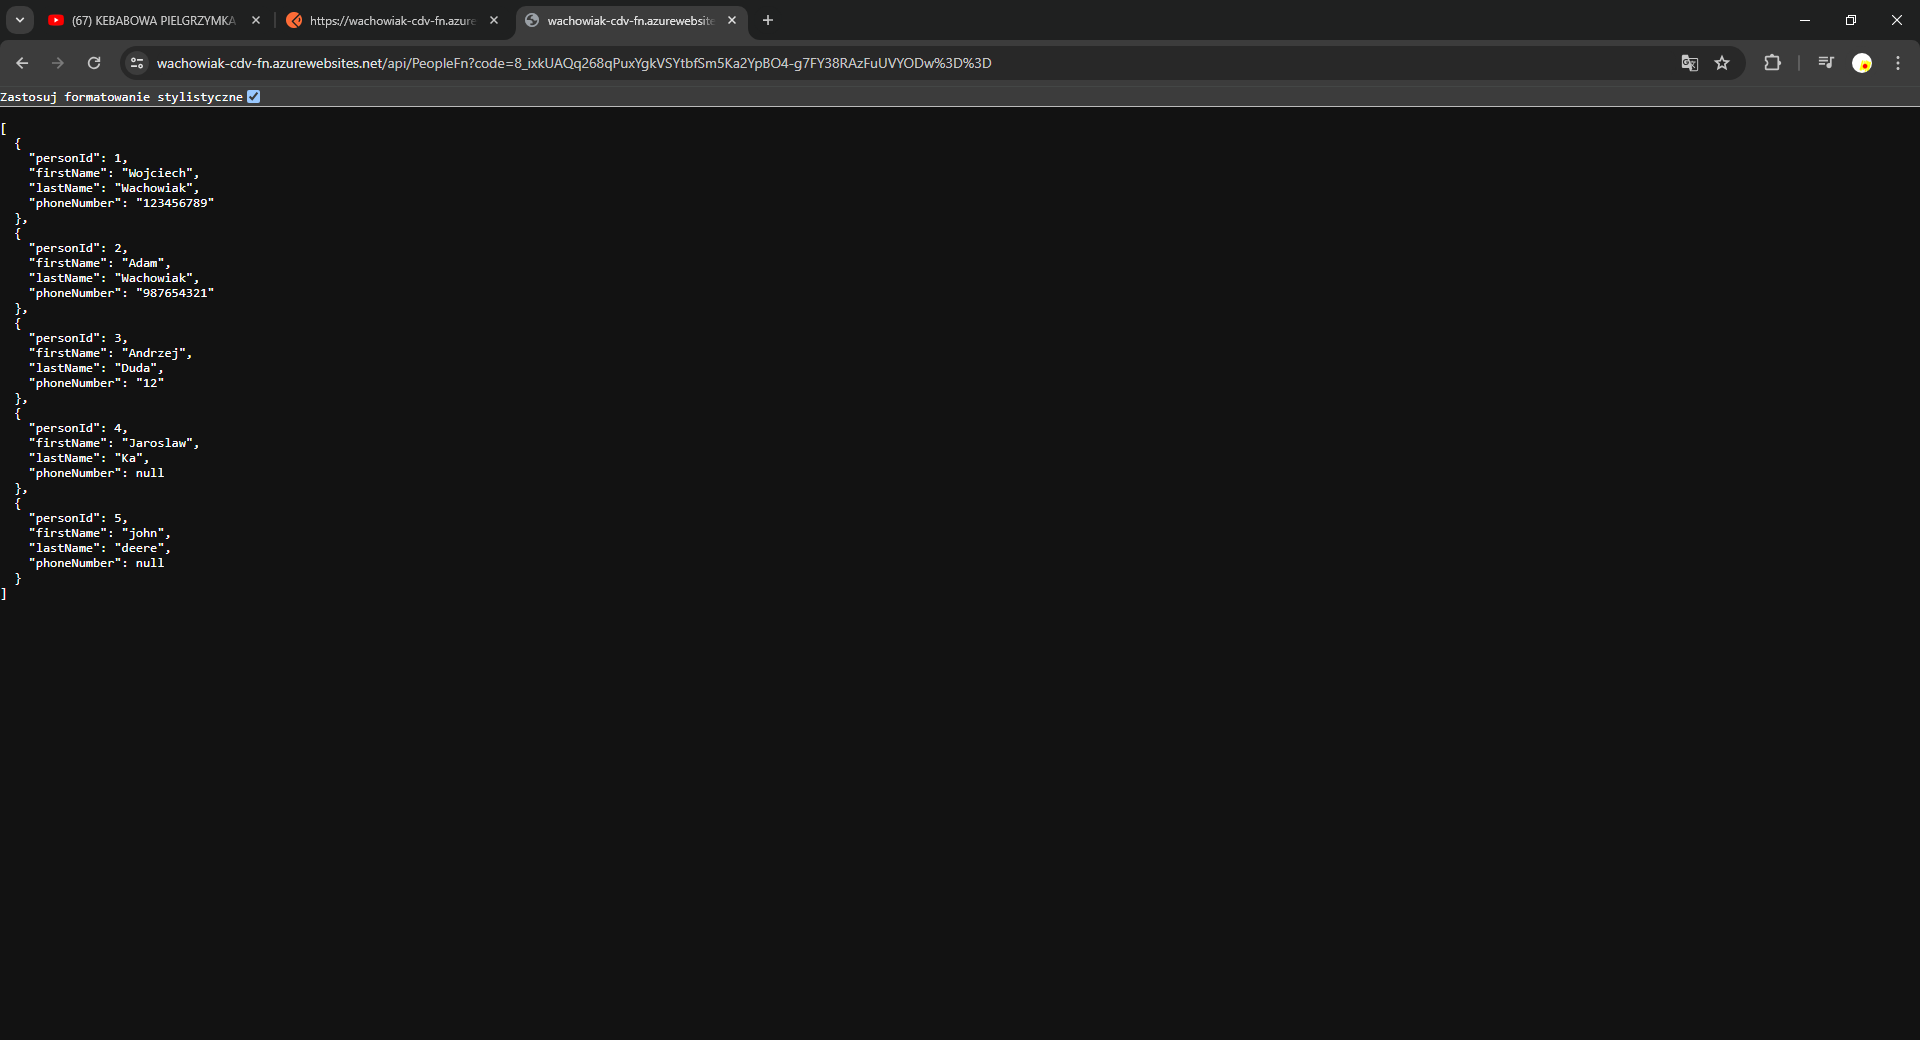 (67) KEBABOWA PIELGRZYMKA
https://wachowiak-cdv-fn.azure
wachowiak-cdv-fn.azurewebsite
wachowiak-cdv-fn.azurewebsites.net/api/PeopleFn?code=8_ixkUAQq268qPuxYgkVSYtbfSm5Ka2YpBO4-g7FY38RAzFuUVYODw%3D%3D
Zastosuj formatowanie stylistyczne
[
  {
    "personId": 1,
    "firstName": "Wojciech",
    "lastName": "Wachowiak",
    "phoneNumber": "123456789"
  },
  {
    "personId": 2,
    "firstName": "Adam",
    "lastName": "Wachowiak",
    "phoneNumber": "987654321"
  },
  {
    "personId": 3,
    "firstName": "Andrzej",
    "lastName": "Duda",
    "phoneNumber": "12"
  },
  {
    "personId": 4,
    "firstName": "Jaroslaw",
    "lastName": "Ka",
    "phoneNumber": null
  },
  {
    "personId": 5,
    "firstName": "john",
    "lastName": "deere",
    "phoneNumber": null
  }
]